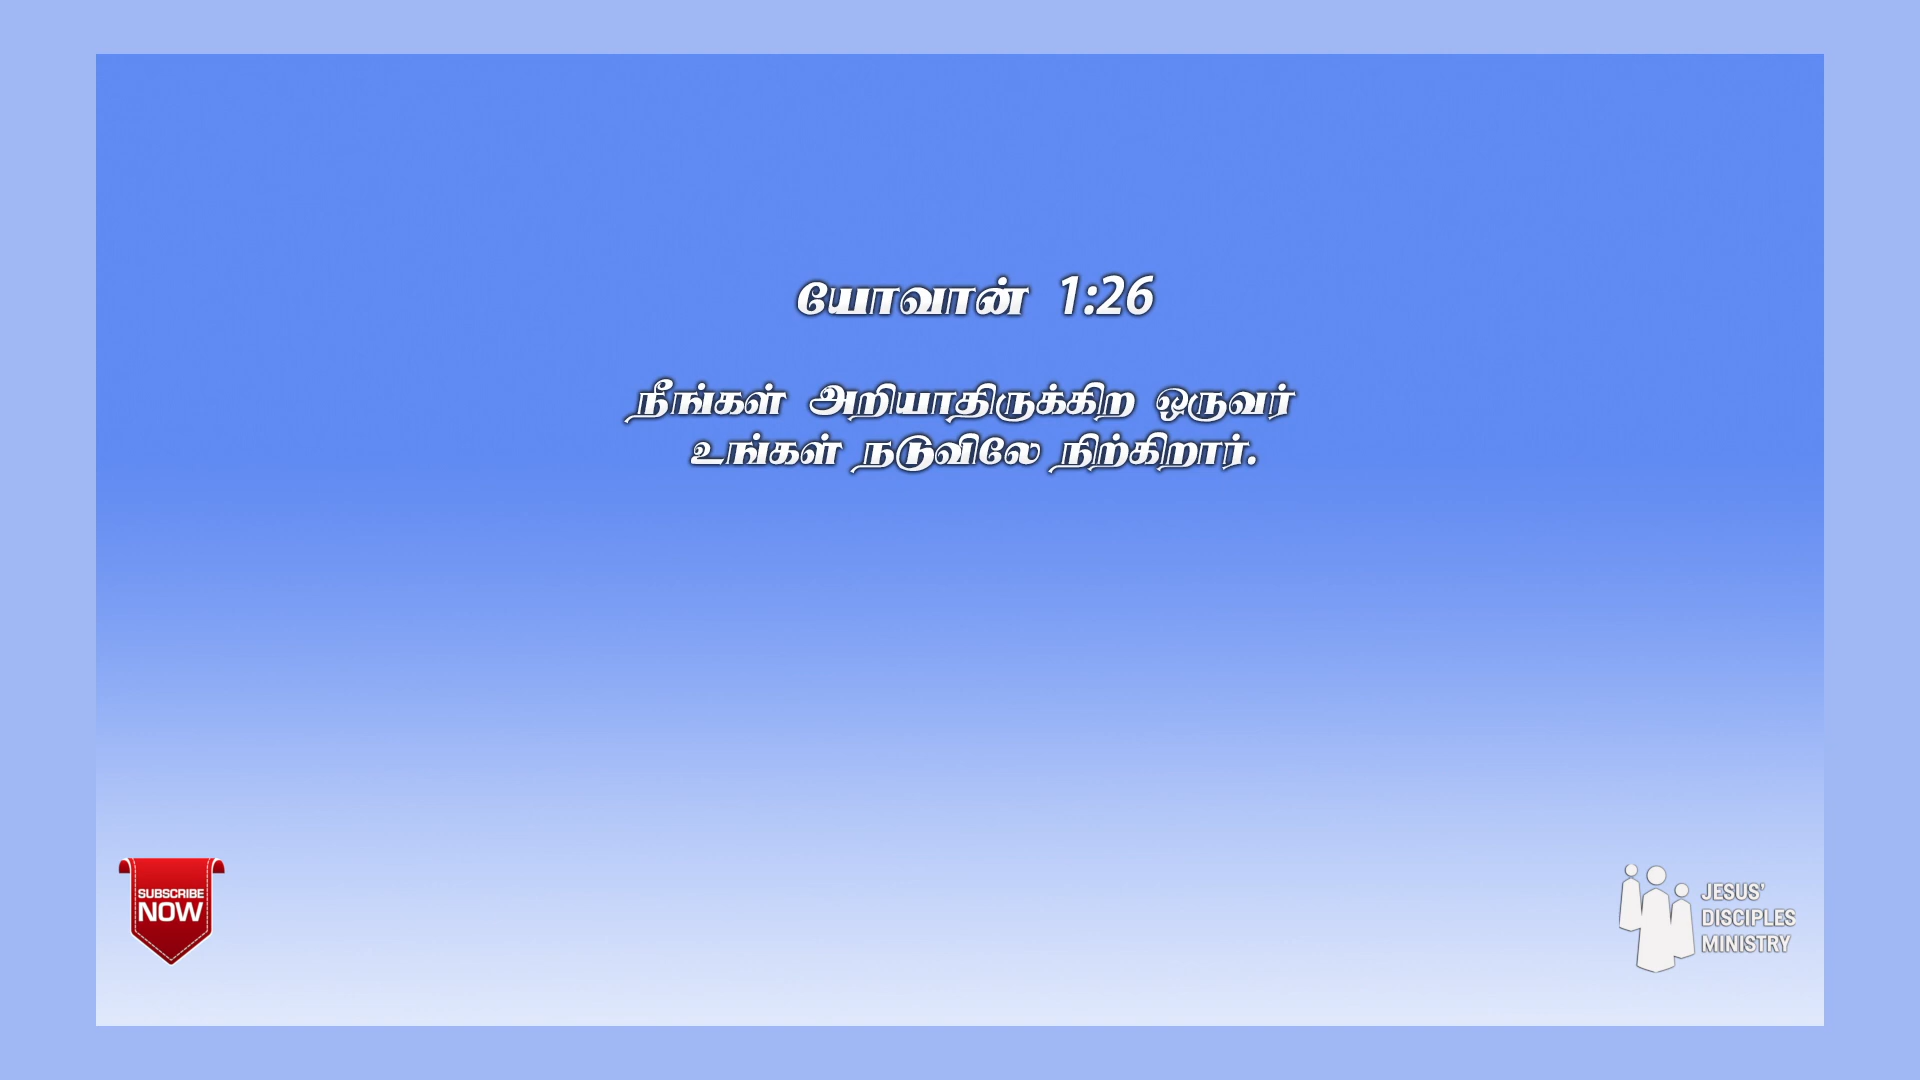 யோவான் 1:26
நீங்கள் அறியாதிருக்கிற ஒருவர்
உங்கள் நடுவிலே நிற்கிறார்.
SUBSCRIBE
NOW
JESUS'
DISCIPLES
MINISTRY